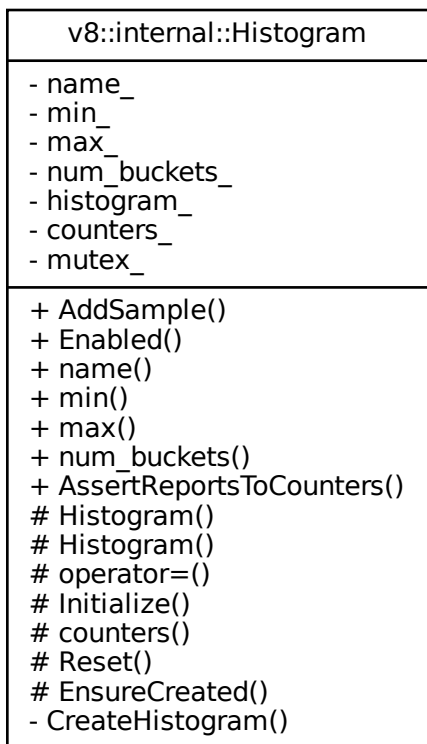 v8::internal::Histogram
- name_
- min_
- max_
- num_buckets_
- histogram_
- counters_
- mutex_
+ AddSample()
+ Enabled()
+ name()
+ min()
+ max()
+ num_buckets()
+ AssertReportsToCounters()
# Histogram()
# Histogram()
# operator=()
# Initialize()
# counters()
# Reset()
# EnsureCreated()
- CreateHistogram()